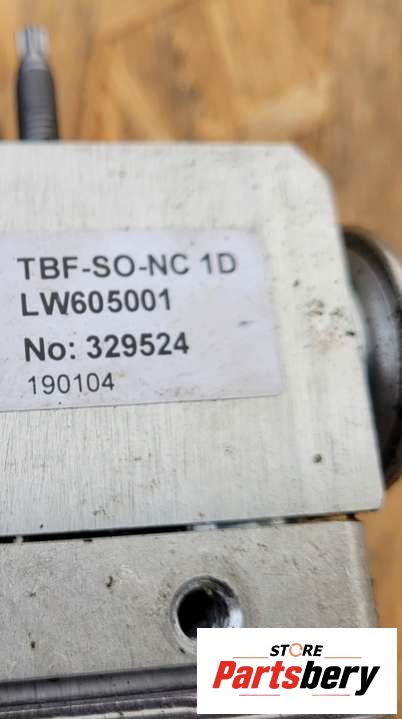 TBF-SO-NC 1D
LW605001
No: 329524
190104
STORE
Partsbery